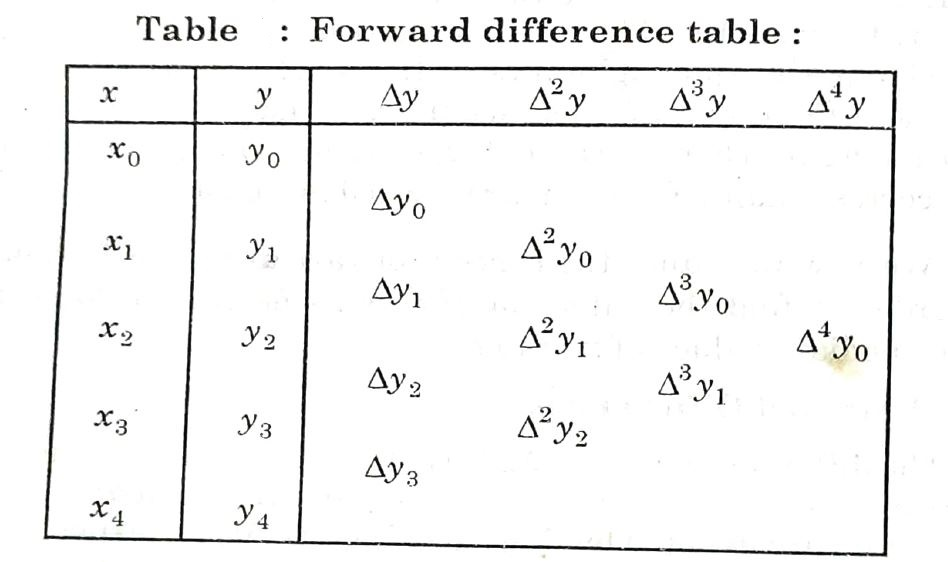 Table : Forward difference table :
x y Δy Δ²y Δ³y Δ⁴y
x₀ y₀
Δy₀
x₁ y₁ Δ²y₀
Δy₁ Δ³y₀
x₂ y₂ Δ²y₁ Δ⁴y₀
Δy₂ Δ³y₁
x₃ y₃ Δ²y₂
Δy₃
x₄ y₄